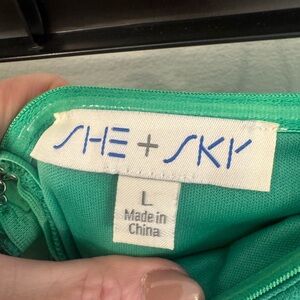 SHE + SKY
L
Made in
China